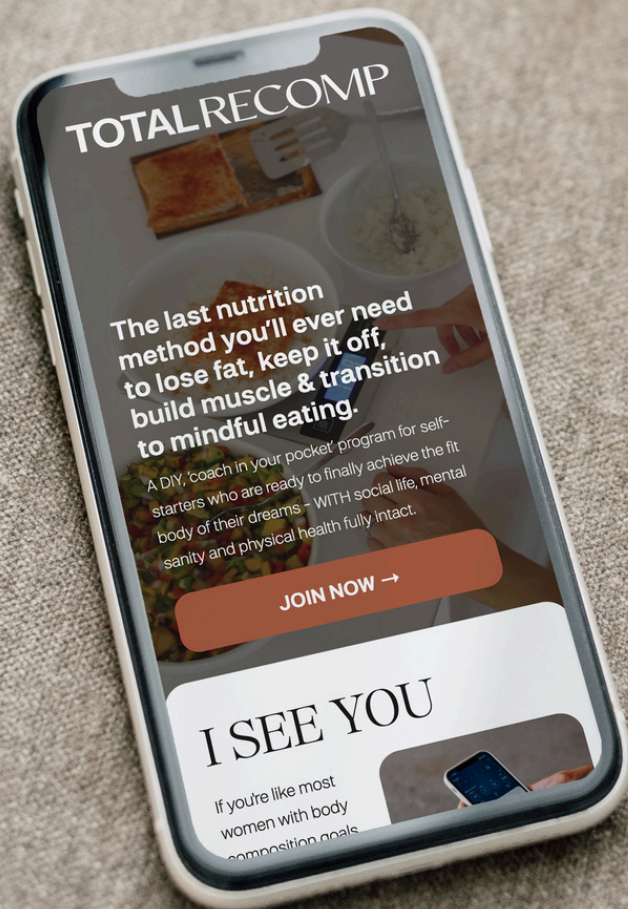 TOTAL RECOMP
The last nutrition
method you'll ever need
to lose fat, keep it off,
build muscle & transition
to mindful eating.
A DIY, 'coach in your pocket' program for self-
starters who are ready to finally achieve the fit
body of their dreams - WITH social life, mental
sanity and physical health fully intact.
JOIN NOW →
I SEE YOU
If you're like most
women with body
composition goals